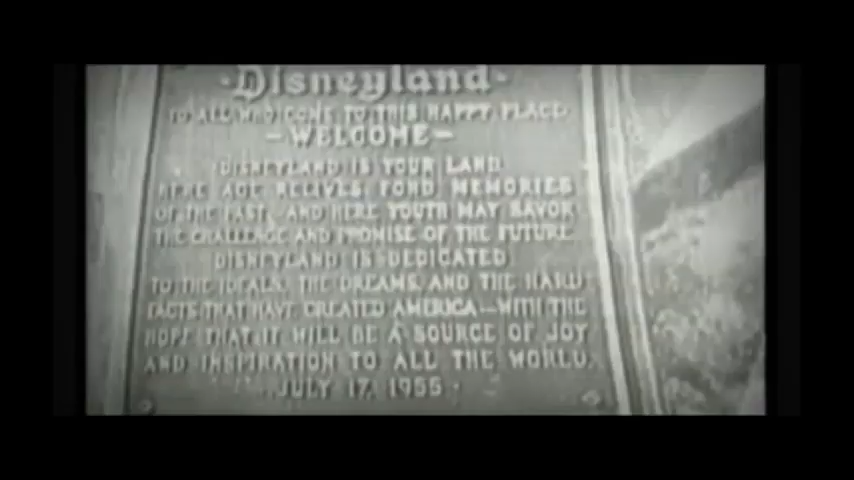 ·Disneyland·
TO ALL WHO COME TO THIS HAPPY PLACE
—WELCOME—
DISNEYLAND IS YOUR LAND.
HERE AGE RELIVES FOND MEMORIES
OF THE PAST, AND HERE YOUTH MAY SAVOR
THE CHALLENGE AND PROMISE OF THE FUTURE.
DISNEYLAND IS DEDICATED
TO THE IDEALS, THE DREAMS, AND THE HARD
FACTS THAT HAVE CREATED AMERICA—WITH THE
HOPE THAT IT WILL BE A SOURCE OF JOY
AND INSPIRATION TO ALL THE WORLD.
JULY 17, 1955